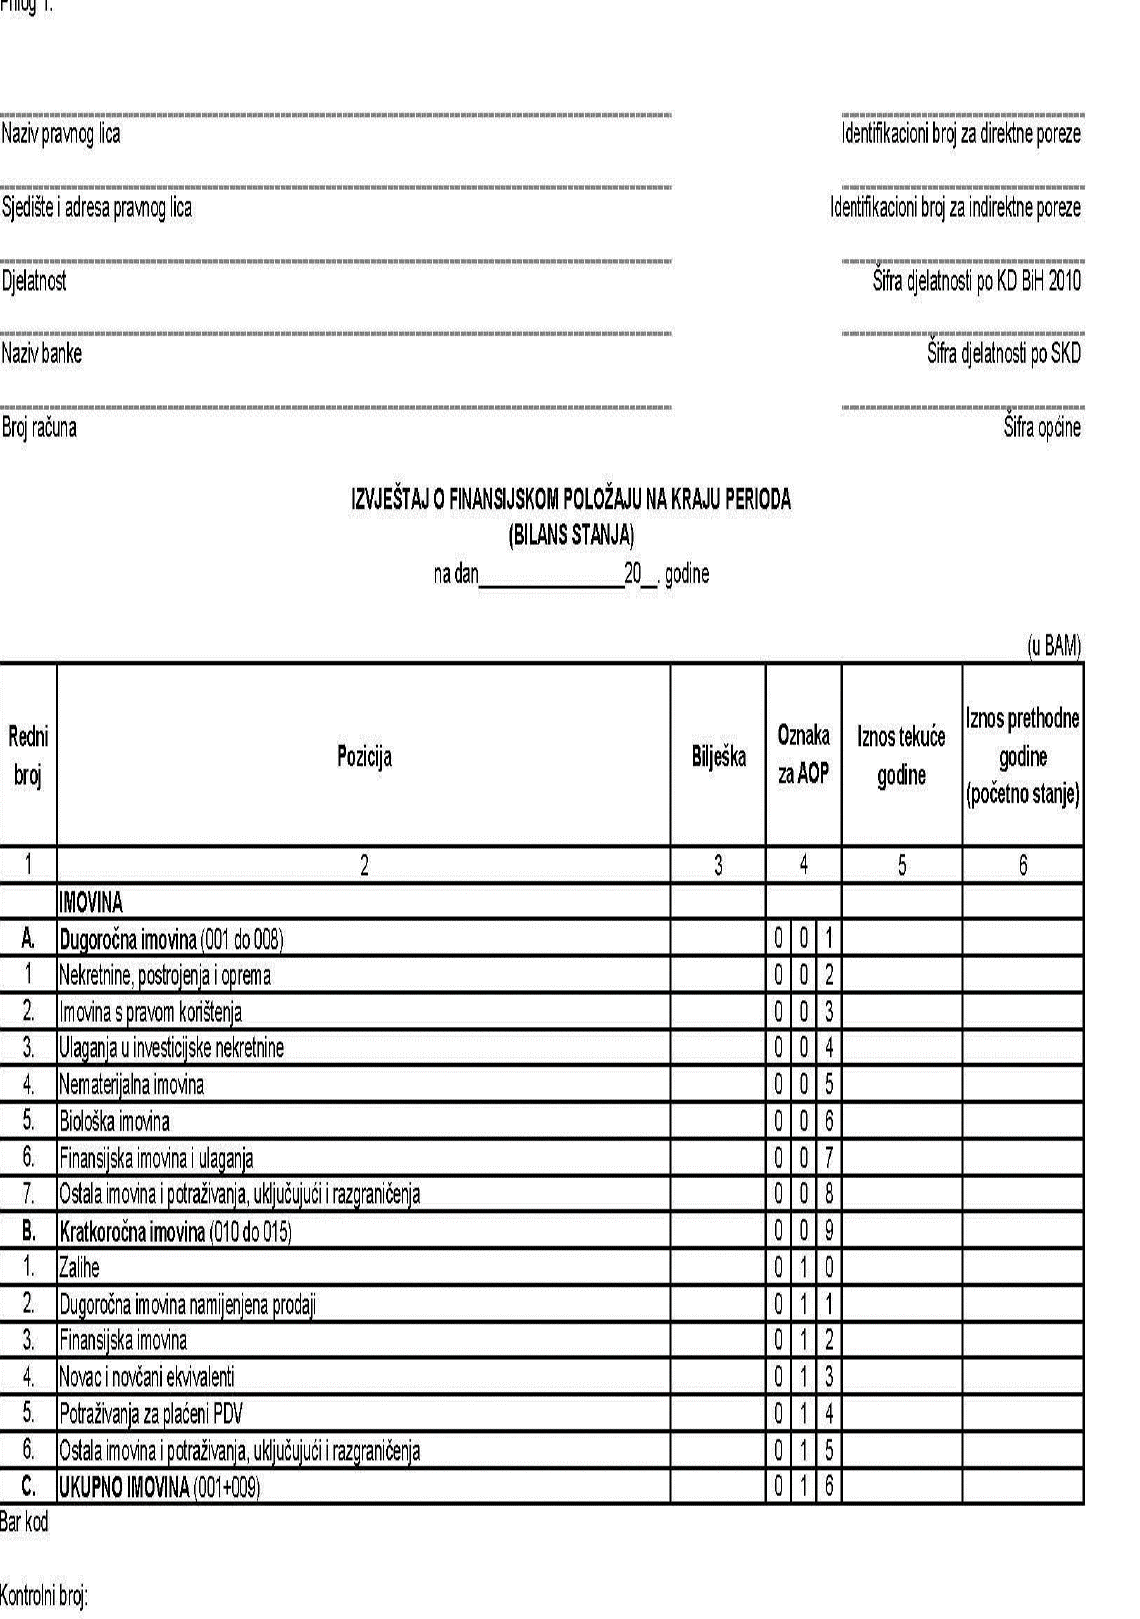 Prilog 1.
Naziv pravnog lica Identifikacioni broj za direktne poreze
Sjedište i adresa pravnog lica Identifikacioni broj za indirektne poreze
Djelatnost Šifra djelatnosti po KD BiH 2010
Naziv banke Šifra djelatnosti po SKD
Broj računa Šifra općine
IZVJEŠTAJ O FINANSIJSKOM POLOŽAJU NA KRAJU PERIODA
(BILANS STANJA)
na dan________________20__. godine
(u BAM)
Redni broj Pozicija Bilješka Oznaka za AOP Iznos tekuće godine Iznos prethodne godine (početno stanje)
1 2 3 4 5 6
IMOVINA
A. Dugoročna imovina (001 do 008) 0 0 1
1 Nekretnine, postrojenja i oprema 0 0 2
2. Imovina s pravom korištenja 0 0 3
3. Ulaganja u investicijske nekretnine 0 0 4
4. Nematerijalna imovina 0 0 5
5. Biološka imovina 0 0 6
6. Finansijska imovina i ulaganja 0 0 7
7. Ostala imovina i potraživanja, uključujući i razgraničenja 0 0 8
B. Kratkoročna imovina (010 do 015) 0 0 9
1. Zalihe 0 1 0
2. Dugoročna imovina namijenjena prodaji 0 1 1
3. Finansijska imovina 0 1 2
4. Novac i novčani ekvivalenti 0 1 3
5. Potraživanja za plaćeni PDV 0 1 4
6. Ostala imovina i potraživanja, uključujući i razgraničenja 0 1 5
C. UKUPNO IMOVINA (001+009) 0 1 6
Bar kod
Kontrolni broj: